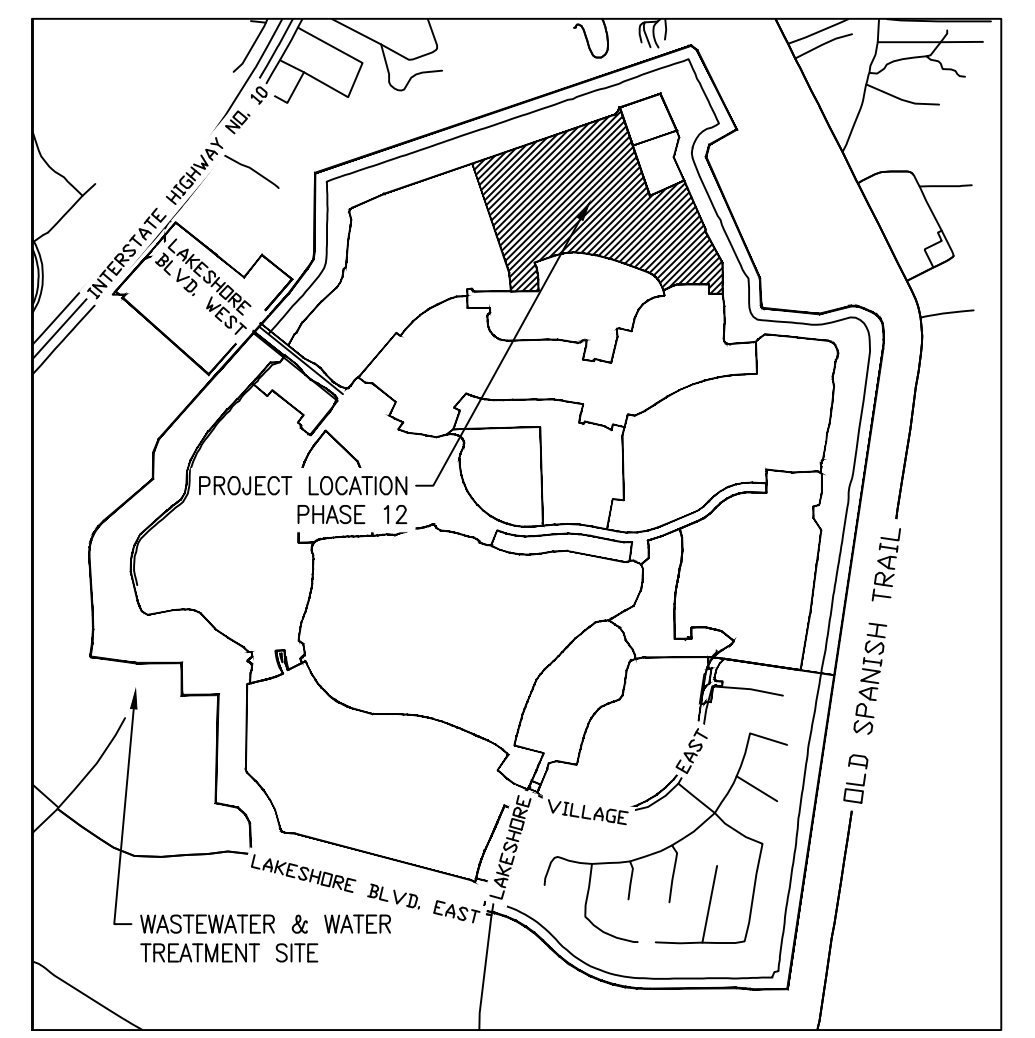 INTERSTATE HIGHWAY NO. 10
LAKESHORE
BLVD. WEST
PROJECT LOCATION
PHASE 12
OLD SPANISH TRAIL
EAST
VILLAGE
LAKESHORE
LAKESHORE BLVD. EAST
WASTEWATER & WATER
TREATMENT SITE